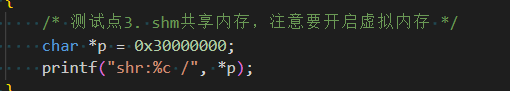 {
/* 测试点3. shm共享内存，注意要开启虚拟内存 */
char *p = 0x30000000;
printf("shr:%c /", *p);
}